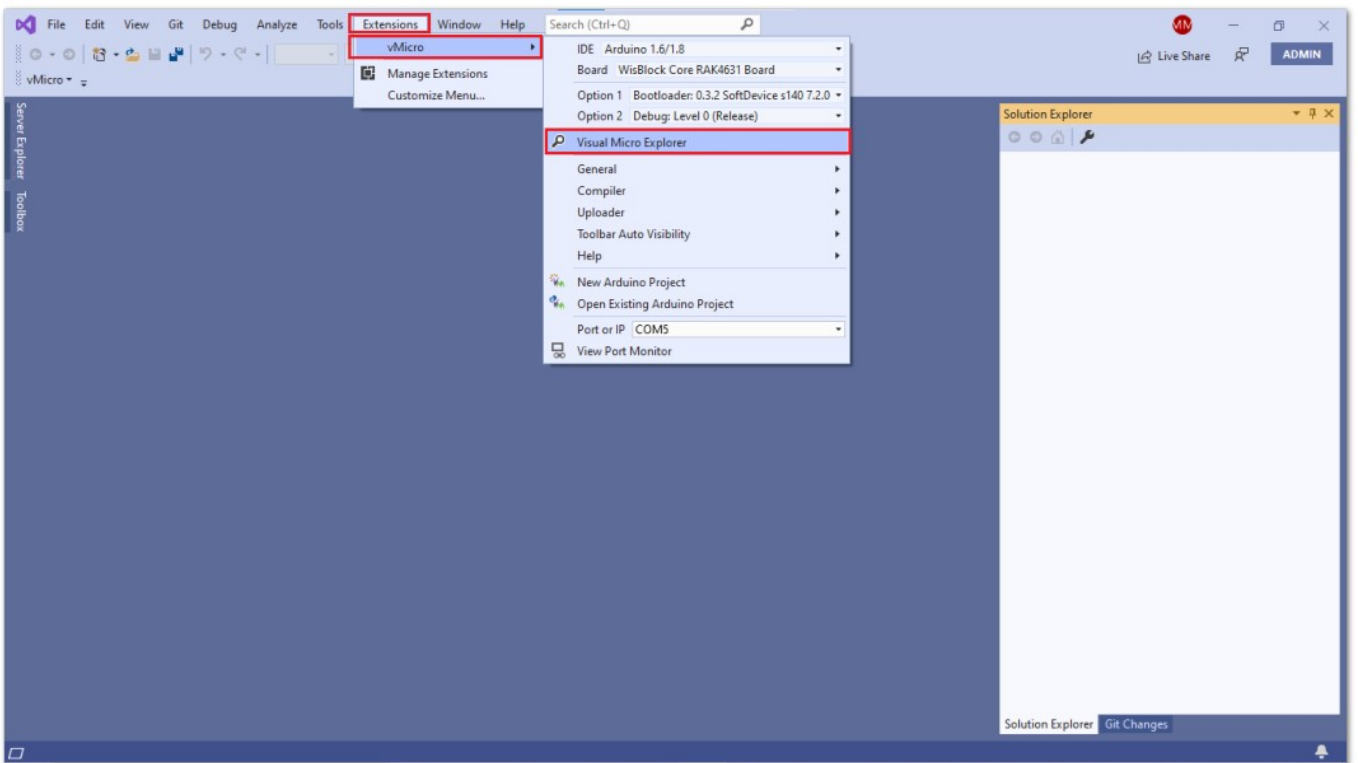 File Edit View Git Debug Analyze Tools Extensions Window Help Search (Ctrl+Q) MM
Live Share ADMIN
vMicro
vMicro
Manage Extensions
Customize Menu...
IDE Arduino 1.6/1.8
Board WisBlock Core RAK4631 Board
Option 1 Bootloader: 0.3.2 SoftDevice s140 7.2.0
Option 2 Debug: Level 0 (Release)
Visual Micro Explorer
General
Compiler
Uploader
Toolbar Auto Visibility
Help
New Arduino Project
Open Existing Arduino Project
Port or IP COM5
View Port Monitor
Server Explorer
Toolbox
Solution Explorer
Solution Explorer Git Changes